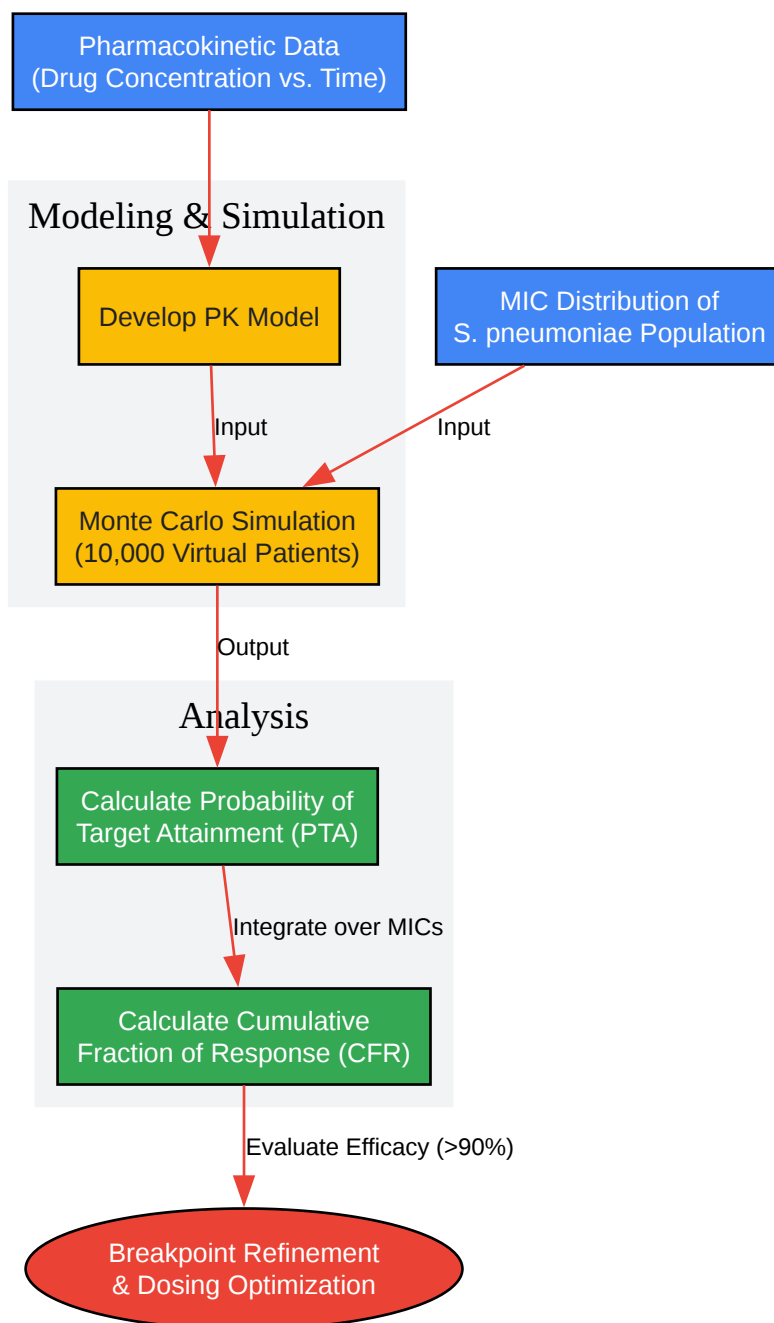 Pharmacokinetic Data
(Drug Concentration vs. Time)
Modeling & Simulation
Develop PK Model
MIC Distribution of
S. pneumoniae Population
Input
Input
Monte Carlo Simulation
(10,000 Virtual Patients)
Output
Analysis
Calculate Probability of
Target Attainment (PTA)
Integrate over MICs
Calculate Cumulative
Fraction of Response (CFR)
Evaluate Efficacy (>90%)
Breakpoint Refinement
& Dosing Optimization